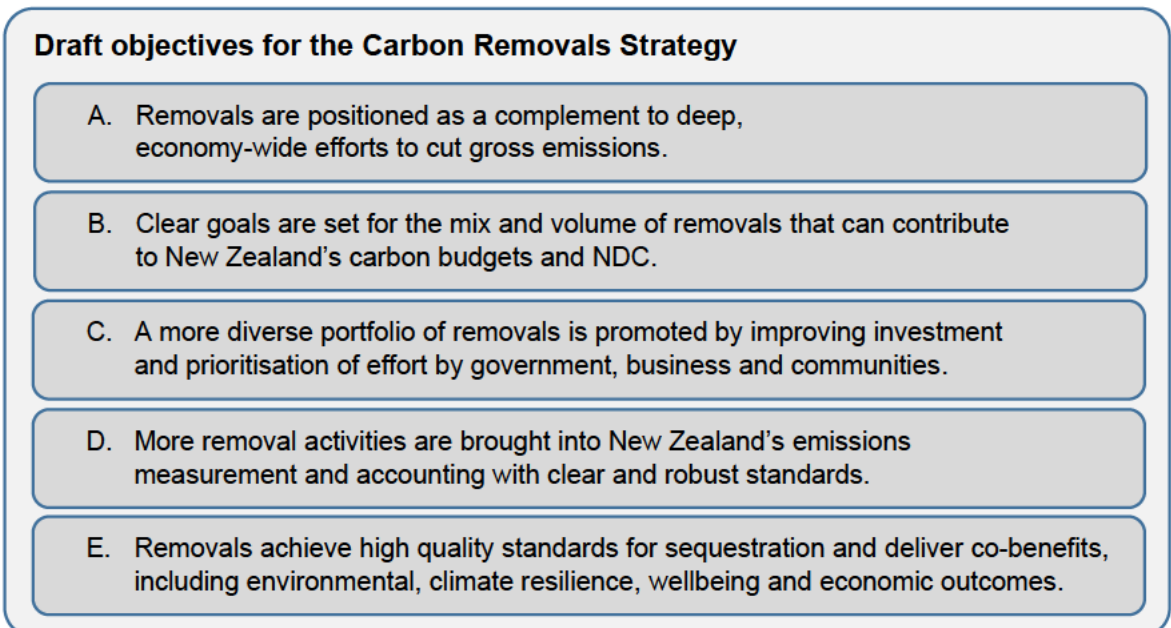 Draft objectives for the Carbon Removals Strategy
A. Removals are positioned as a complement to deep,
economy-wide efforts to cut gross emissions.
B. Clear goals are set for the mix and volume of removals that can contribute
to New Zealand's carbon budgets and NDC.
C. A more diverse portfolio of removals is promoted by improving investment
and prioritisation of effort by government, business and communities.
D. More removal activities are brought into New Zealand's emissions
measurement and accounting with clear and robust standards.
E. Removals achieve high quality standards for sequestration and deliver co-benefits,
including environmental, climate resilience, wellbeing and economic outcomes.